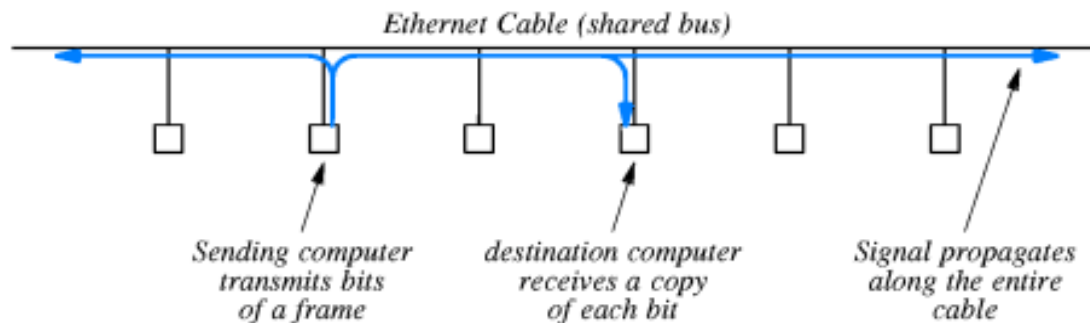 Ethernet Cable (shared bus)
Sending computer
transmits bits
of a frame
destination computer
receives a copy
of each bit
Signal propagates
along the entire
cable